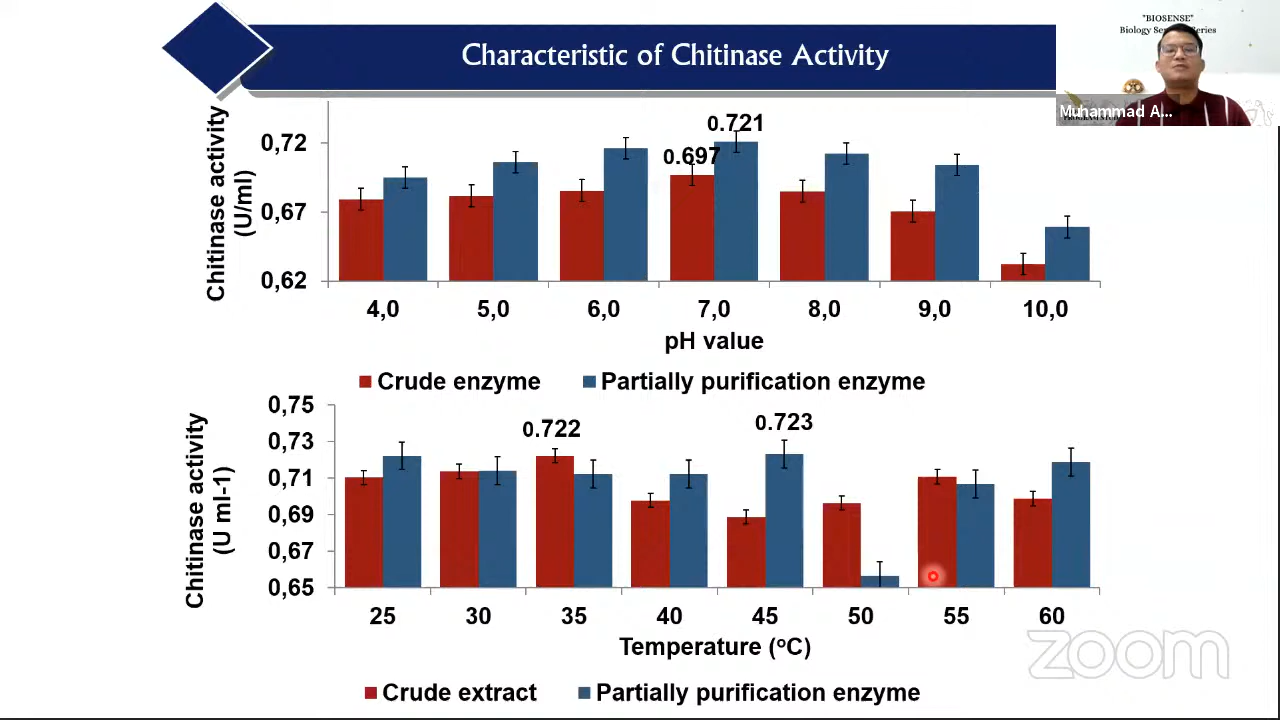 Characteristic of Chitinase Activity
"BIOSENSE"
Muhammad A...
Chitinase activity
(U/ml)
0,72
0,67
0,62
0.697
0.721
4,0 5,0 6,0 7,0 8,0 9,0 10,0
pH value
Crude enzyme Partially purification enzyme
Chitinase activity
(U ml-1)
0,75
0,73
0,71
0,69
0,67
0,65
0.722
0.723
25 30 35 40 45 50 55 60
Temperature (ºC)
Crude extract Partially purification enzyme
zoom